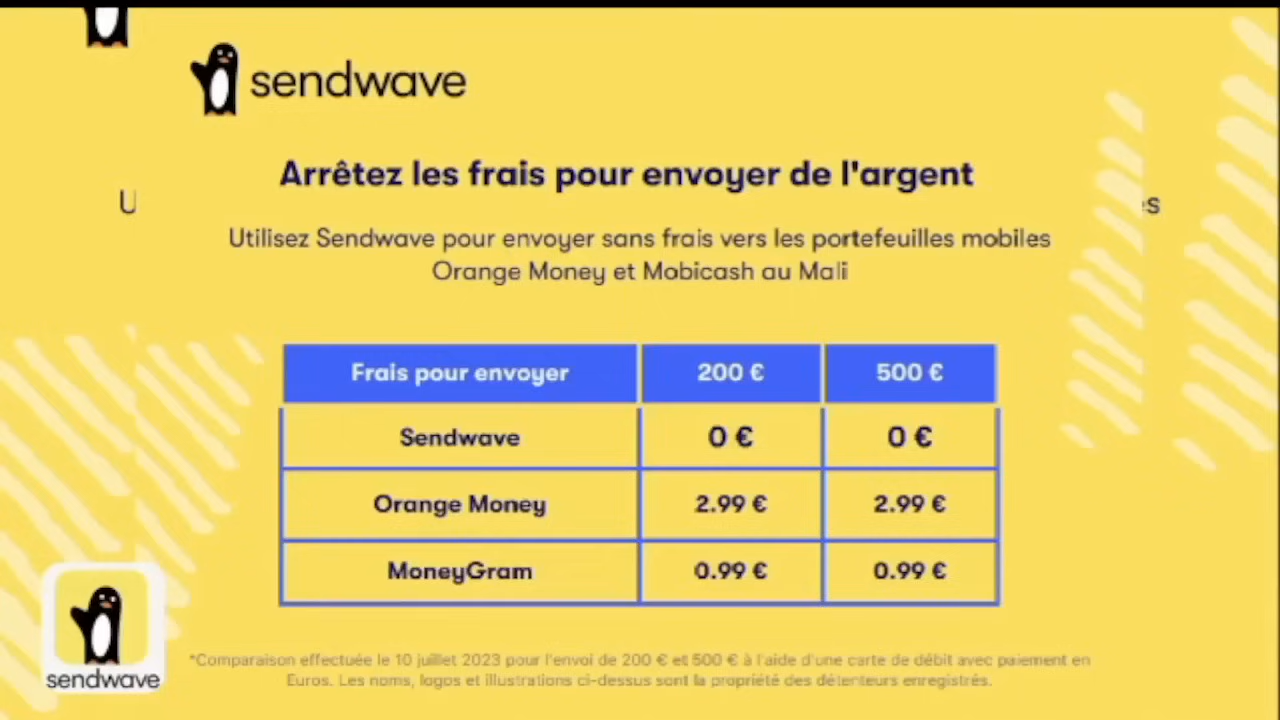 sendwave
Arrêtez les frais pour envoyer de l'argent
Utilisez Sendwave pour envoyer sans frais vers les portefeuilles mobiles
Orange Money et Mobicash au Mali
Frais pour envoyer 200 € 500 €
Sendwave 0 € 0 €
Orange Money 2.99 € 2.99 €
MoneyGram 0.99 € 0.99 €
*Comparaison effectuée le 10 juillet 2023 pour l'envoi de 200 € et 500 € à l'aide d'une carte de débit avec paiement en
Euros. Les noms, logos et illustrations ci-dessus sont la propriété des détenteurs enregistrés.
sendwave